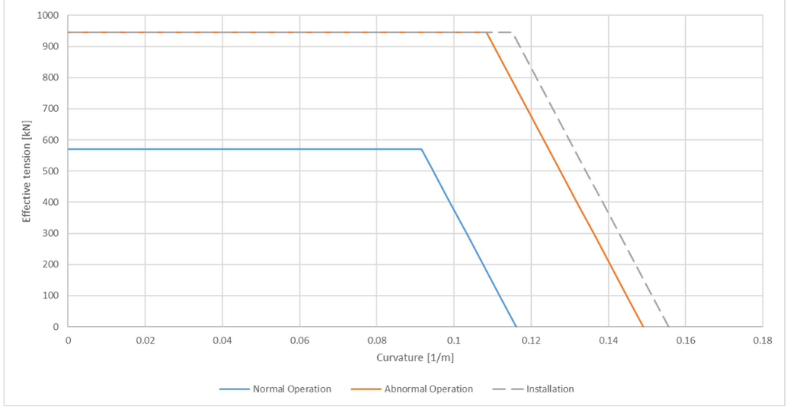 1000
900
800
700
600
500
400
300
200
100
0
Effective tension [kN]
0 0.02 0.04 0.06 0.08 0.1 0.12 0.14 0.16 0.18
Curvature [1/m]
Normal Operation Abnormal Operation Installation